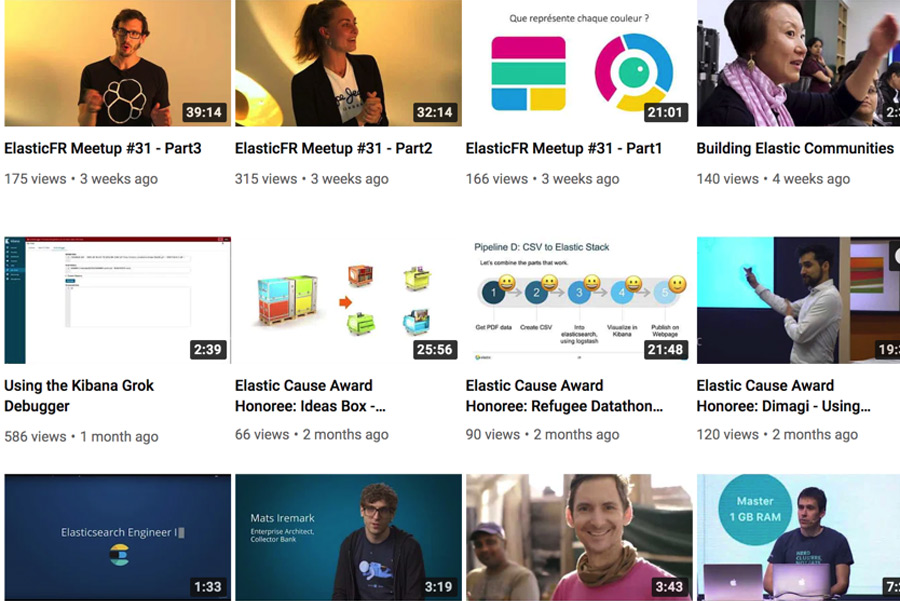 Que représente chaque couleur ?
39:14
32:14
21:01
2:3
ElasticFR Meetup #31 - Part3
ElasticFR Meetup #31 - Part2
ElasticFR Meetup #31 - Part1
Building Elastic Communities
175 views • 3 weeks ago
315 views • 3 weeks ago
166 views • 3 weeks ago
140 views • 4 weeks ago
Pipeline D: CSV to Elastic Stack
Let's combine the parts that work.
1
2
3
4
5
Get PDF data
Create CSV
Into
elasticsearch,
using logstash
Visualize in
Kibana
Publish on
Webpage
2:39
25:56
21:48
19:3
Using the Kibana Grok
Debugger
Elastic Cause Award
Honoree: Ideas Box -...
Elastic Cause Award
Honoree: Refugee Datathon...
Elastic Cause Award
Honoree: Dimagi - Using...
586 views • 1 month ago
66 views • 2 months ago
90 views • 2 months ago
120 views • 2 months ago
Elasticsearch Engineer I
1:33
Mats Iremark
Enterprise Architect,
Collector Bank
3:19
3:43
Master
1 GB RAM
7: